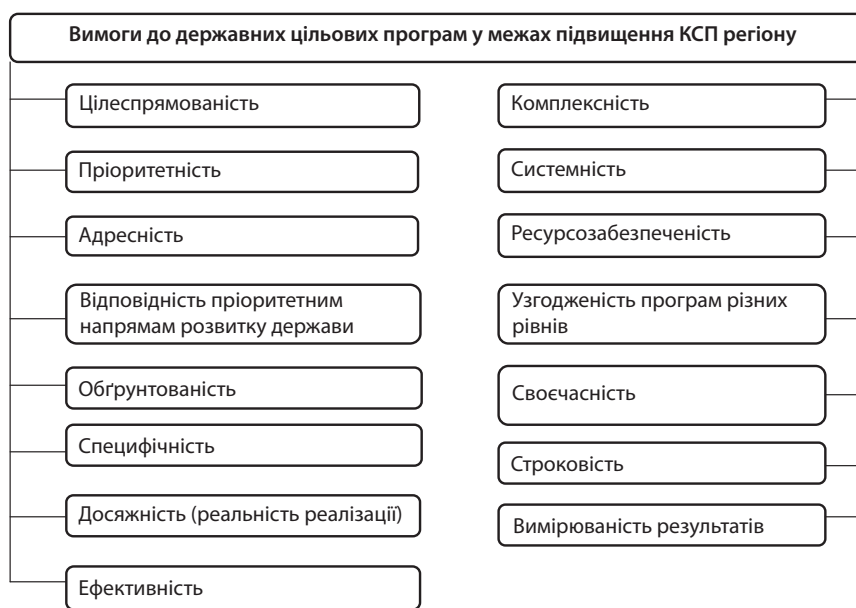 Вимоги до державних цільових програм у межах підвищення КСП регіону
Цілеспрямованість
Пріоритетність
Адресність
Відповідність пріоритетним
напрямам розвитку держави
Обґрунтованість
Специфічність
Досяжність (реальність реалізації)
Ефективність
Комплексність
Системність
Ресурсозабезпеченість
Узгодженість програм різних
рівнів
Своєчасність
Строковість
Вимірюваність результатів